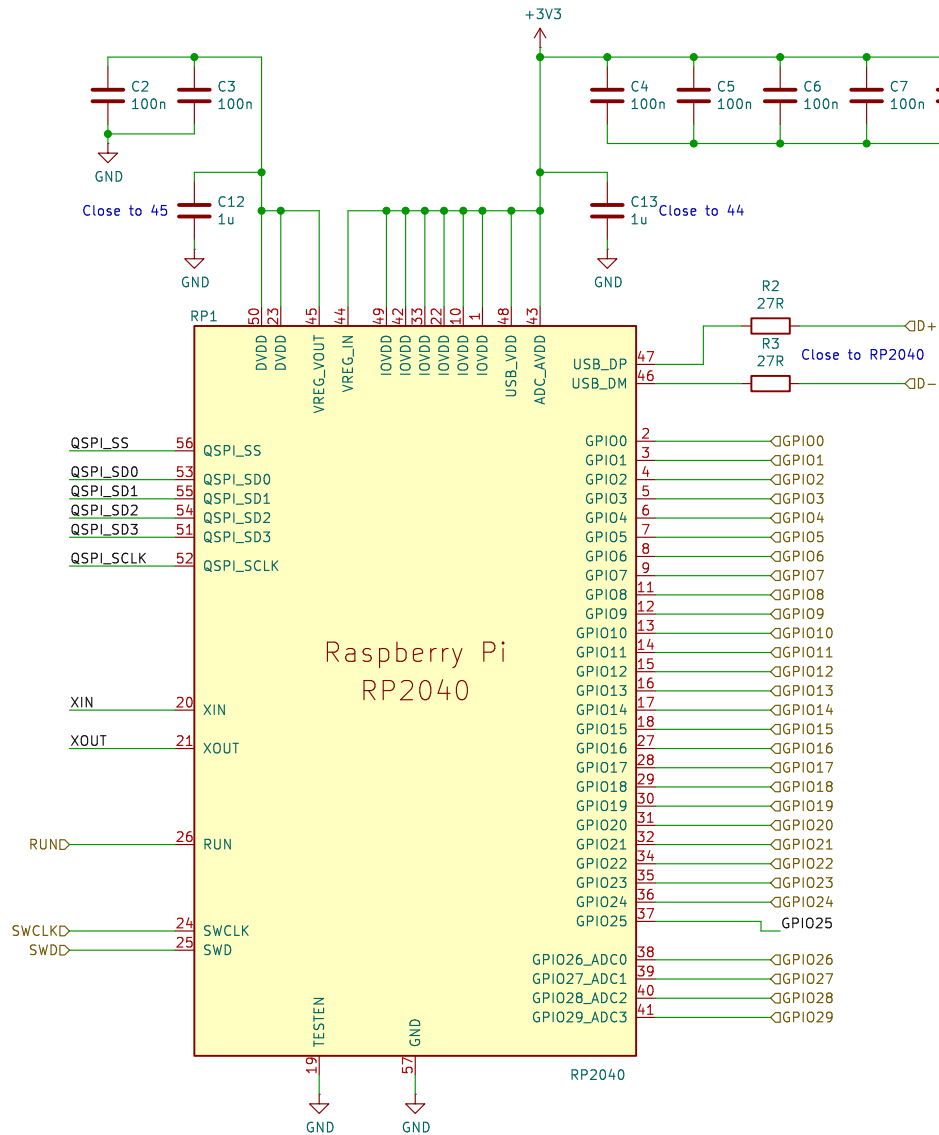 +3V3
C2
100n
C3
100n
C4
100n
C5
100n
C6
100n
C7
100n
GND
Close to 45
C12
1u
C13
1u
Close to 44
GND
GND
RP1
50
23
45
44
49
42
33
22
10
1
48
43
DVDD
DVDD
VREG_VOUT
VREG_IN
IOVDD
IOVDD
IOVDD
IOVDD
IOVDD
IOVDD
USB_VDD
ADC_AVDD
R2
27R
D+
R3
27R
Close to RP2040
D-
USB_DP 47
USB_DM 46
QSPI_SS 56 QSPI_SS
QSPI_SD0 53 QSPI_SD0
QSPI_SD1 55 QSPI_SD1
QSPI_SD2 54 QSPI_SD2
QSPI_SD3 51 QSPI_SD3
QSPI_SCLK 52 QSPI_SCLK
XIN 20 XIN
XOUT 21 XOUT
RUN 26 RUN
SWCLK 24 SWCLK
SWD 25 SWD
Raspberry Pi
RP2040
GPIO0 2 GPIO0
GPIO1 3 GPIO1
GPIO2 4 GPIO2
GPIO3 5 GPIO3
GPIO4 6 GPIO4
GPIO5 7 GPIO5
GPIO6 8 GPIO6
GPIO7 9 GPIO7
GPIO8 11 GPIO8
GPIO9 12 GPIO9
GPIO10 13 GPIO10
GPIO11 14 GPIO11
GPIO12 15 GPIO12
GPIO13 16 GPIO13
GPIO14 17 GPIO14
GPIO15 18 GPIO15
GPIO16 27 GPIO16
GPIO17 28 GPIO17
GPIO18 29 GPIO18
GPIO19 30 GPIO19
GPIO20 31 GPIO20
GPIO21 32 GPIO21
GPIO22 34 GPIO22
GPIO23 35 GPIO23
GPIO24 36 GPIO24
GPIO25 37 GPIO25
GPIO26_ADC0 38 GPIO26
GPIO27_ADC1 39 GPIO27
GPIO28_ADC2 40 GPIO28
GPIO29_ADC3 41 GPIO29
TESTEN
GND
19
57
RP2040
GND
GND